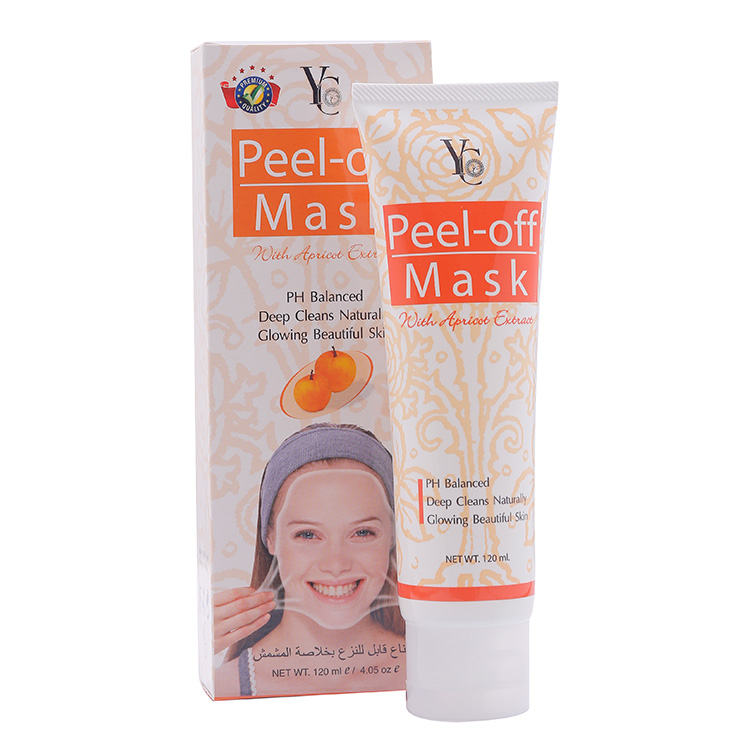 PREMIUM
QUALITY
YC
Peel-o
Mask
With Apricot Extr
PH Balanced
Deep Cleans Natural
Glowing Beautiful Ski
ناع قابل للنزع بخلاصة المشمش
NET WT. 120 ml e / 4.05 oz e
YC
Peel-off
Mask
With Apricot Extract
PH Balanced
Deep Cleans Naturally
Glowing Beautiful Skin
NET WT. 120 ml.